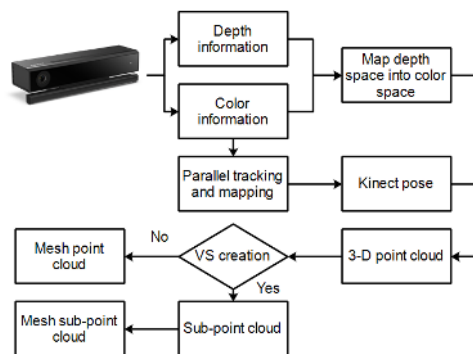 Depth
information
Color
information
Map depth
space into color
space
Parallel tracking
and mapping
Kinect pose
Mesh point
cloud
No
VS creation
3-D point cloud
Yes
Mesh sub-point
cloud
Sub-point cloud